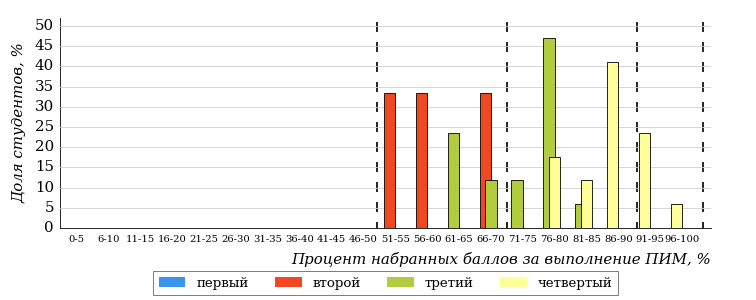 Доля студентов, %
50
45
40
35
30
25
20
15
10
5
0
0-5 6-10 11-15 16-20 21-25 26-30 31-35 36-40 41-45 46-50 51-55 56-60 61-65 66-70 71-75 76-80 81-85 86-90 91-95 96-100
Процент набранных баллов за выполнение ПИМ, %
первый второй третий четвертый